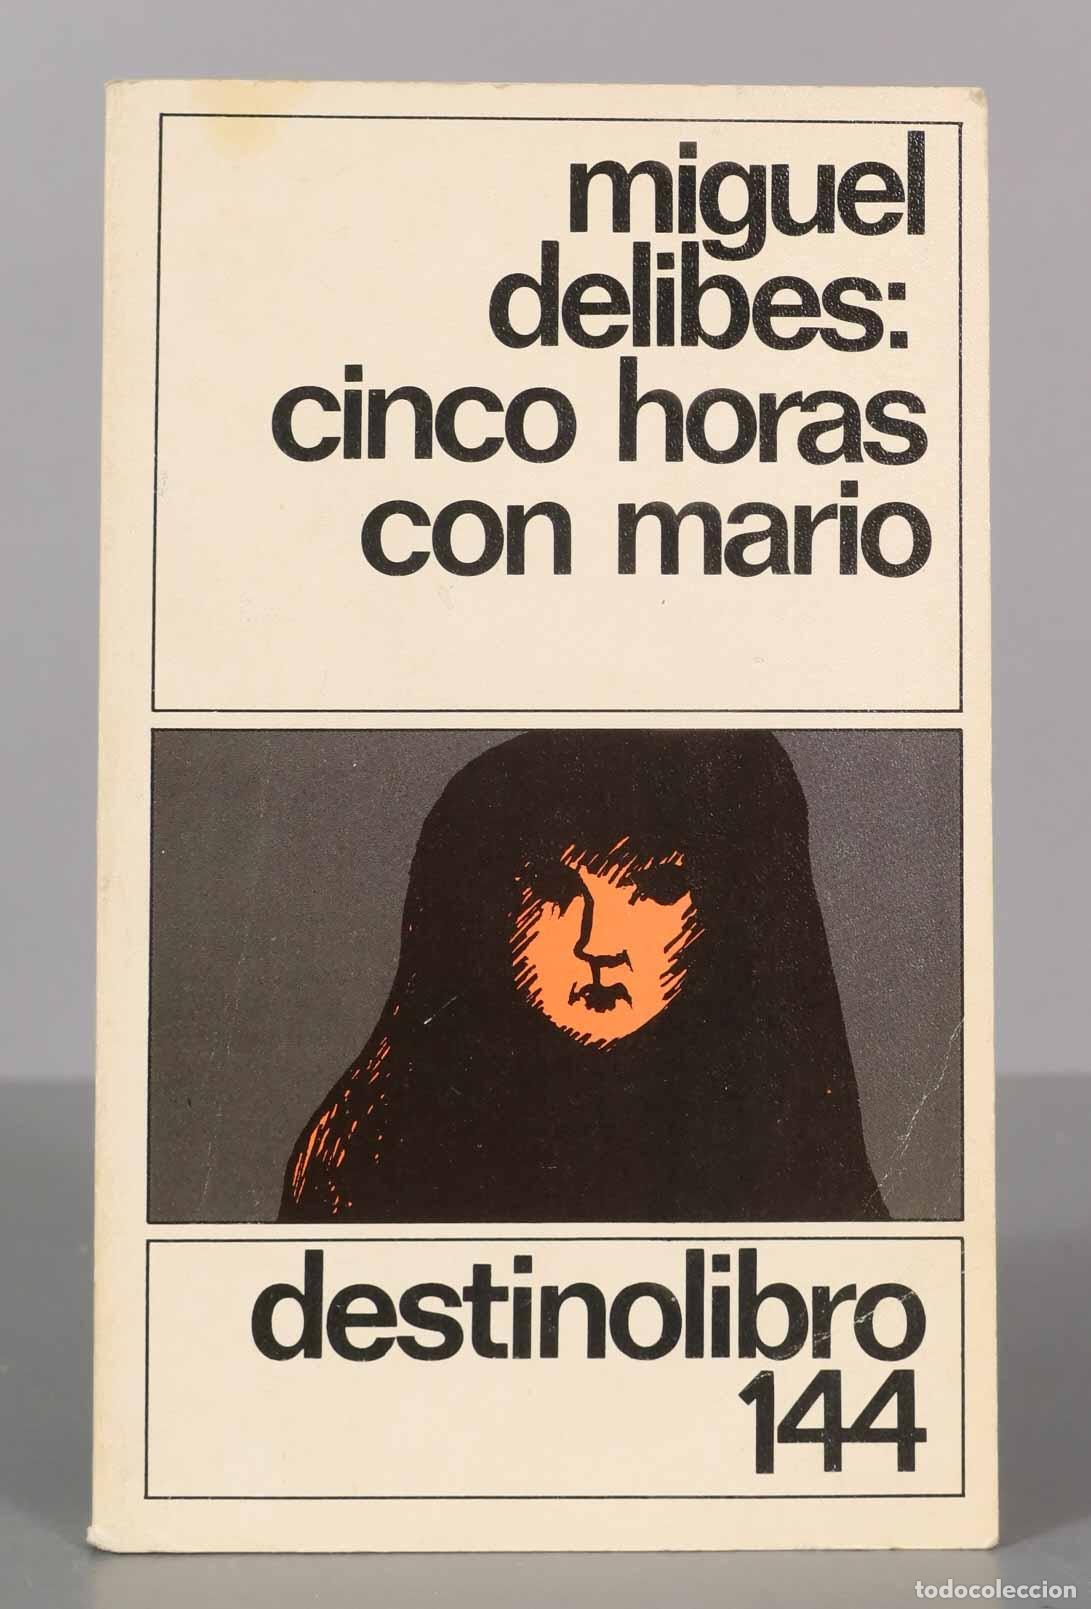 miguel
delibes:
cinco horas
con mario
destinolibro
144
todocoleccion